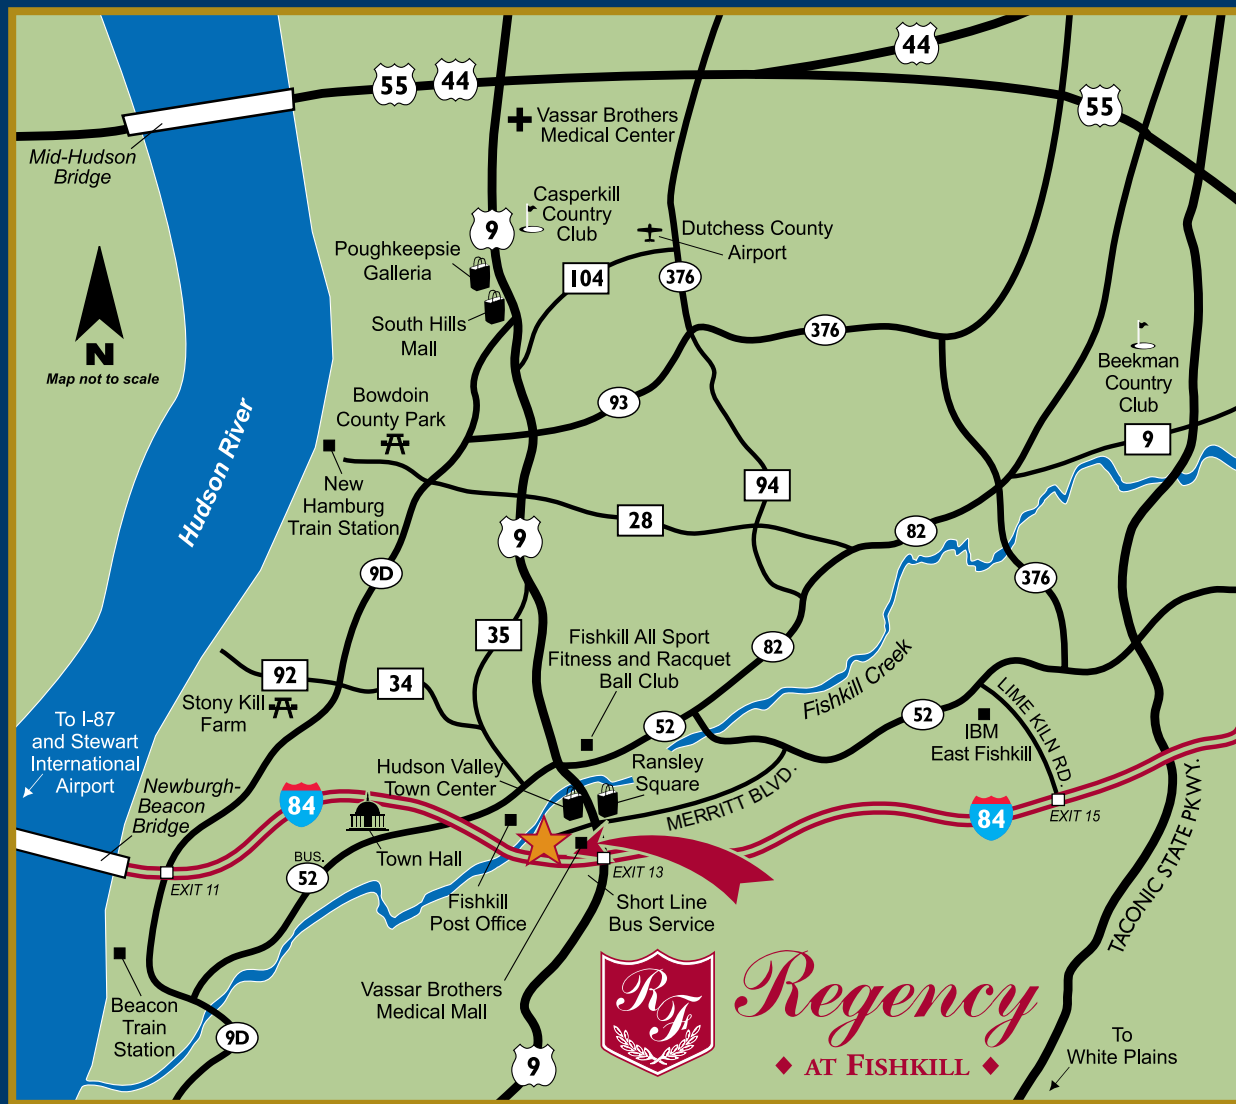 44
55
44
55
Mid-Hudson
Bridge
Vassar Brothers
Medical Center
9
Casperkill
Country
Club
Dutchess County
Airport
Poughkeepsie
Galleria
104
376
South Hills
Mall
376
N
Map not to scale
Beekman
Country
Club
Bowdoin
County Park
93
9
Hudson River
New
Hamburg
Train Station
94
28
9
82
9D
376
35
Fishkill All Sport
Fitness and Racquet
Ball Club
82
Fishkill Creek
92
34
Stony Kill
Farm
52
52
LIME KILN RD.
IBM
East Fishkill
To I-87
and Stewart
International
Airport
Newburgh-
Beacon
Bridge
Hudson Valley
Town Center
Ransley
Square
MERRITT BLVD.
84
84
EXIT 15
TACONIC STATE PKWY.
Town Hall
BUS.
52
EXIT 11
EXIT 13
Fishkill
Post Office
Short Line
Bus Service
Vassar Brothers
Medical Mall
Beacon
Train
Station
9D
9
RF
Regency
AT FISHKILL
To
White Plains